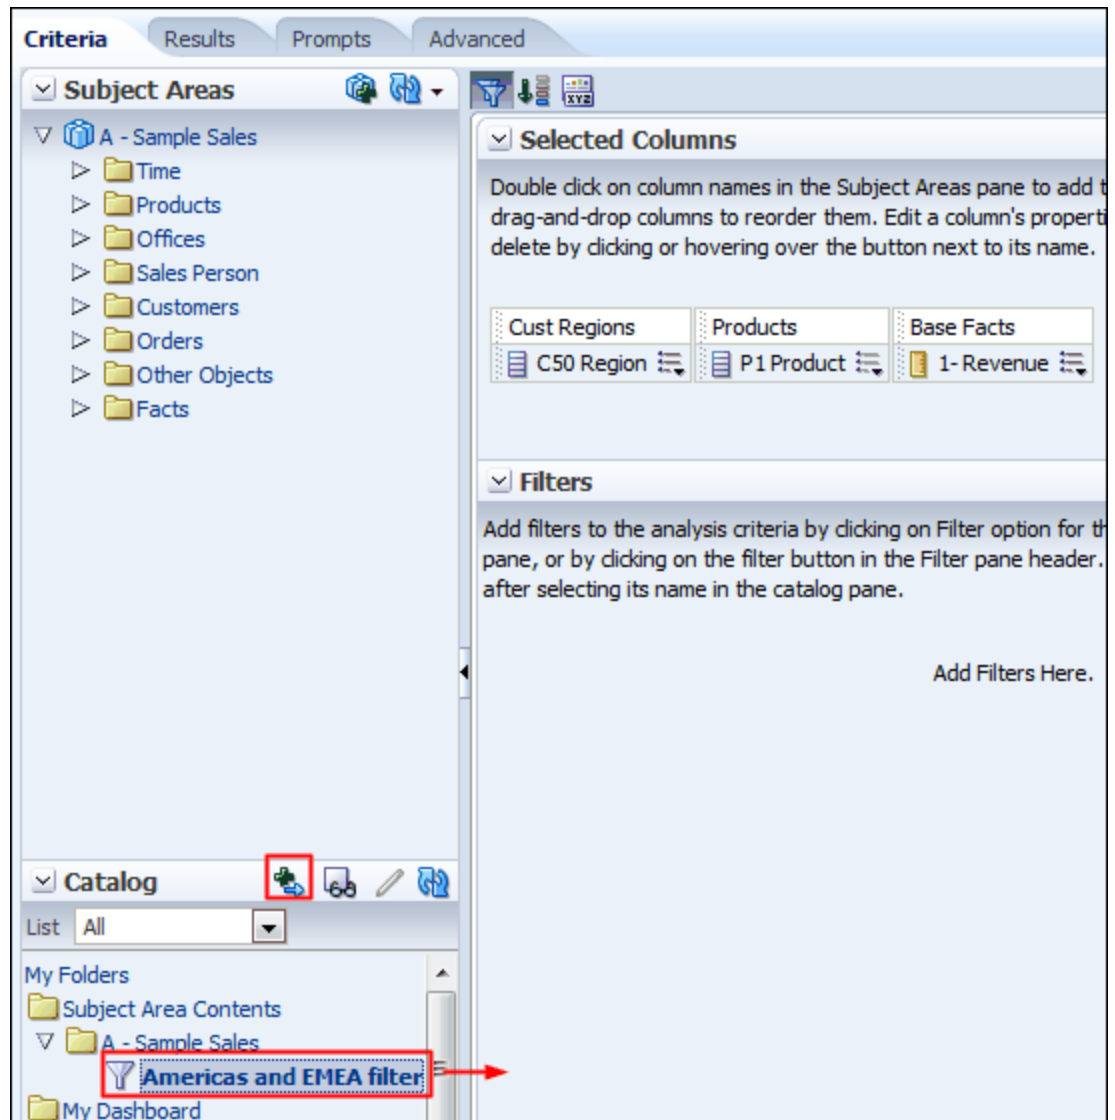 Criteria Results Prompts Advanced
Subject Areas
A - Sample Sales
Time
Products
Offices
Sales Person
Customers
Orders
Other Objects
Facts
Catalog
List All
My Folders
Subject Area Contents
A - Sample Sales
Americas and EMEA filter
My Dashboard
XYZ
Selected Columns
Double click on column names in the Subject Areas pane to add
drag-and-drop columns to reorder them. Edit a column's
delete by clicking or hovering over the button next to its name.
Cust Regions Products Base Facts
C50 Region P1 Product 1- Revenue
Filters
Add filters to the analysis criteria by clicking on Filter option for
pane, or by clicking on the filter button in the Filter pane header.
after selecting its name in the catalog pane.
Add Filters Here.